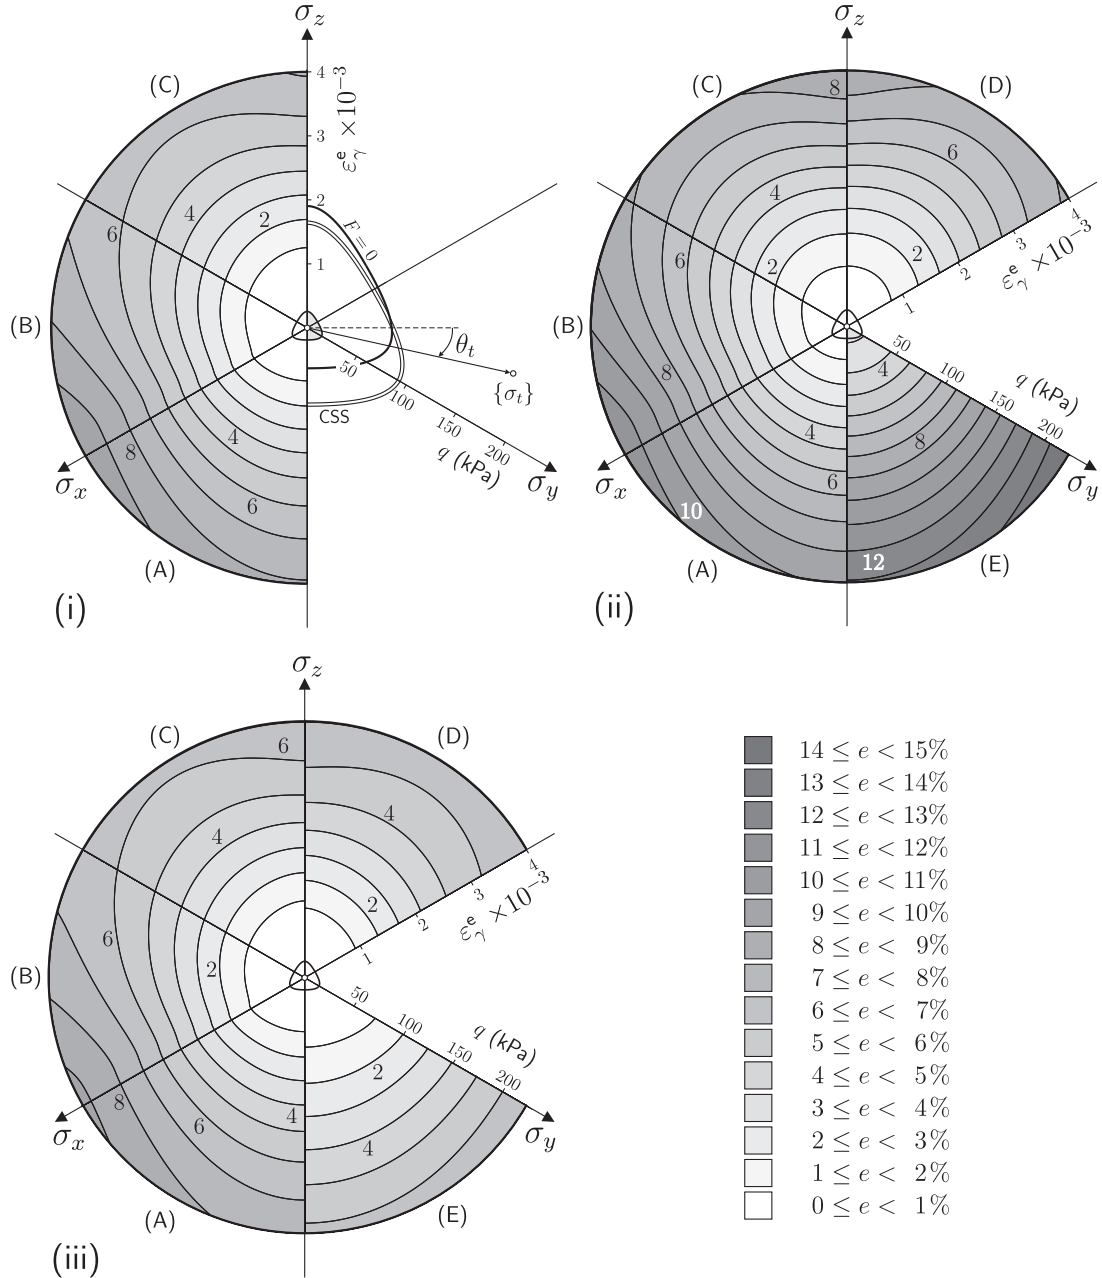 σz
σz
(C)
4
3
2
1
ε^e_γ ×10⁻³
F=0
6
4
2
(B)
θt
{σt}
50
100
150
200
q (kPa)
CSS
4
8
6
σx
σy
(A)
(i)
(C)
(D)
8
6
4
6
2
2
4
3
2
1
ε^e_γ ×10⁻³
(B)
8
4
50
100
150
200
q (kPa)
4
8
6
10
12
σx
σy
(A)
(E)
(ii)
σz
(C)
(D)
6
4
4
2
4
3
2
1
ε^e_γ ×10⁻³
6
2
(B)
50
100
150
200
q (kPa)
2
4
4
8
6
σx
σy
(A)
(E)
(iii)
14 ≤ e < 15%
13 ≤ e < 14%
12 ≤ e < 13%
11 ≤ e < 12%
10 ≤ e < 11%
9 ≤ e < 10%
8 ≤ e < 9%
7 ≤ e < 8%
6 ≤ e < 7%
5 ≤ e < 6%
4 ≤ e < 5%
3 ≤ e < 4%
2 ≤ e < 3%
1 ≤ e < 2%
0 ≤ e < 1%